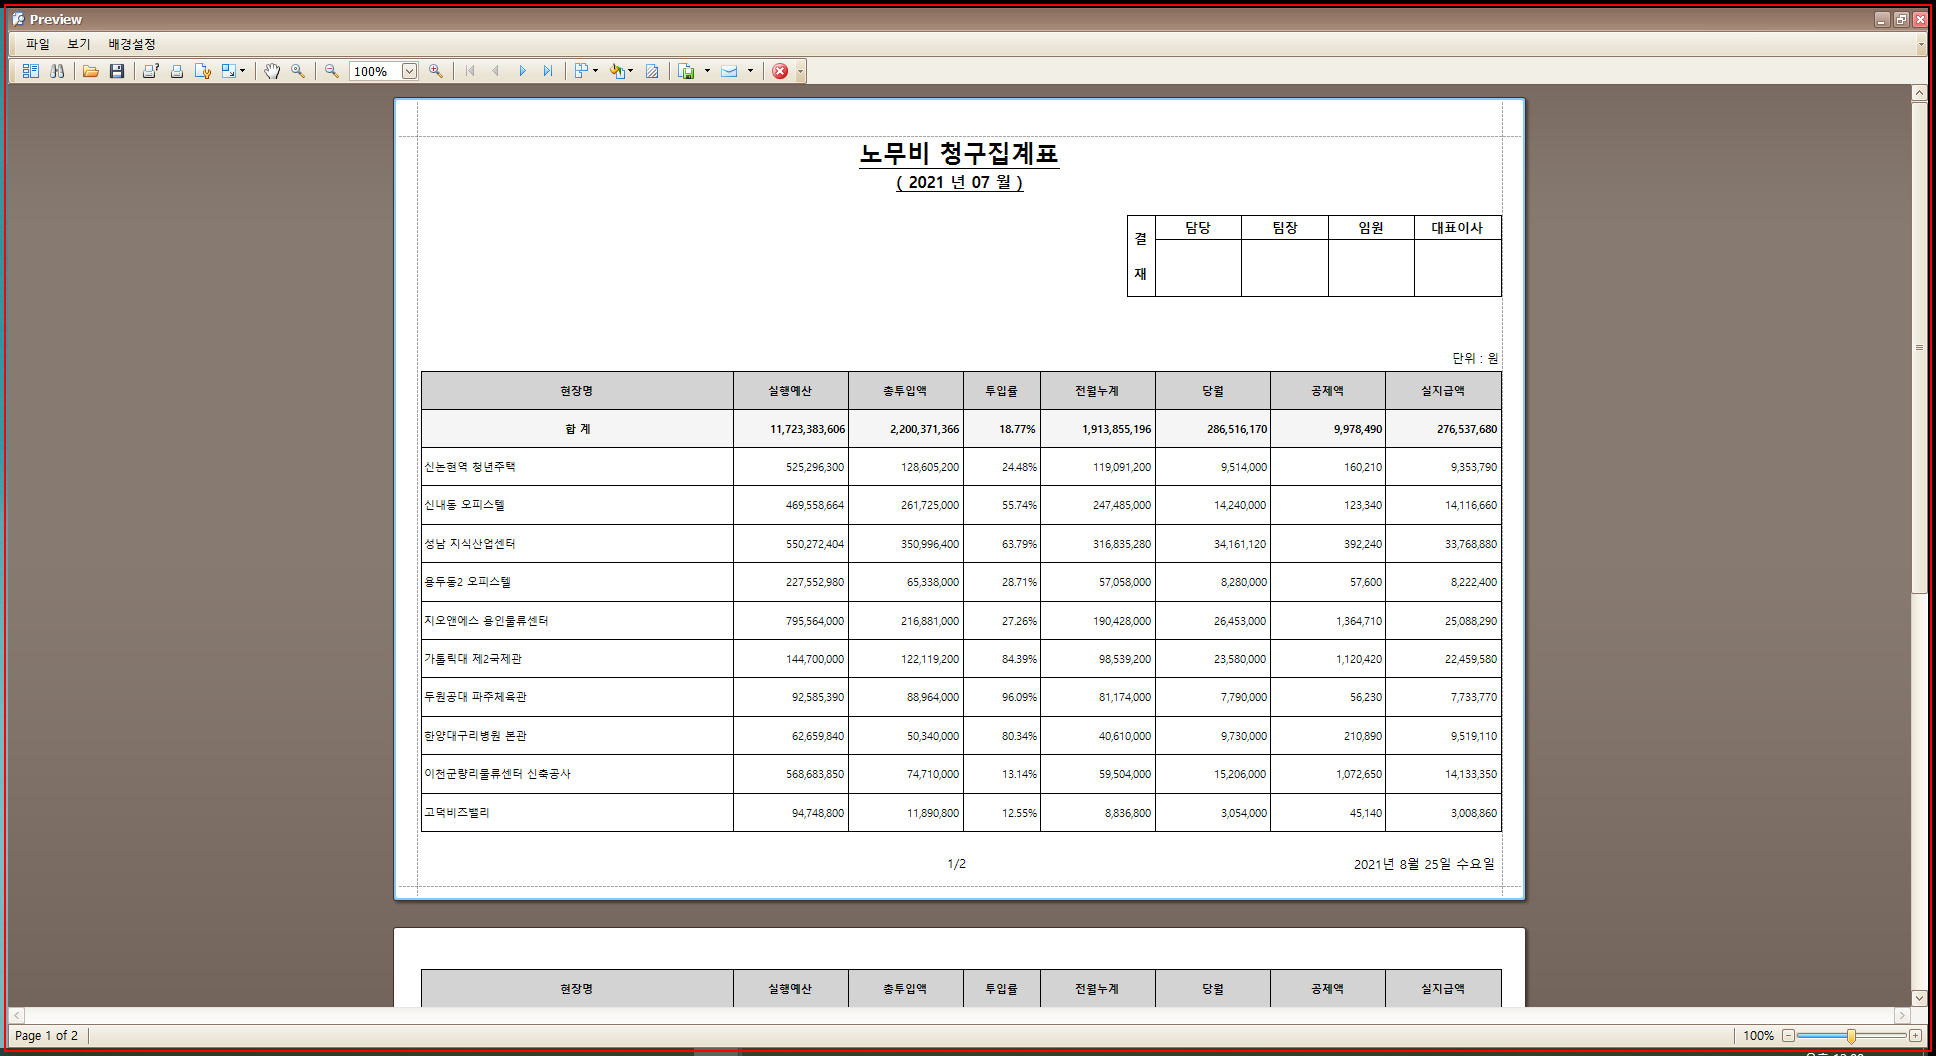 Preview
파일 보기 배경설정
100%
노무비 청구집계표
( 2021 년 07 월 )
결 재 담당 팀장 임원 대표이사
단위 : 원
현장명 실행예산 총투입액 투입률 전월누계 당월 공제액 실지급액
합 계 11,723,383,606 2,200,371,366 18.77% 1,913,855,196 286,516,170 9,978,490 276,537,680
신논현역 청년주택 525,296,300 128,605,200 24.48% 119,091,200 9,514,000 160,210 9,353,790
신내동 오피스텔 469,558,664 261,725,000 55.74% 247,485,000 14,240,000 123,340 14,116,660
성남 지식산업센터 550,272,404 350,996,400 63.79% 316,835,280 34,161,120 392,240 33,768,880
용두동2 오피스텔 227,552,980 65,338,000 28.71% 57,058,000 8,280,000 57,600 8,222,400
지오앤에스 용인물류센터 795,564,000 216,881,000 27.26% 190,428,000 26,453,000 1,364,710 25,088,290
가톨릭대 제2국제관 144,700,000 122,119,200 84.39% 98,539,200 23,580,000 1,120,420 22,459,580
두원공대 파주체육관 92,585,390 88,964,000 96.09% 81,174,000 7,790,000 56,230 7,733,770
한양대구리병원 본관 62,659,840 50,340,000 80.34% 40,610,000 9,730,000 210,890 9,519,110
이천군량리물류센터 신축공사 568,683,850 74,710,000 13.14% 59,504,000 15,206,000 1,072,650 14,133,350
고덕비즈밸리 94,748,800 11,890,800 12.55% 8,836,800 3,054,000 45,140 3,008,860
1/2 2021년 8월 25일 수요일
현장명 실행예산 총투입액 투입률 전월누계 당월 공제액 실지급액
Page 1 of 2 100%